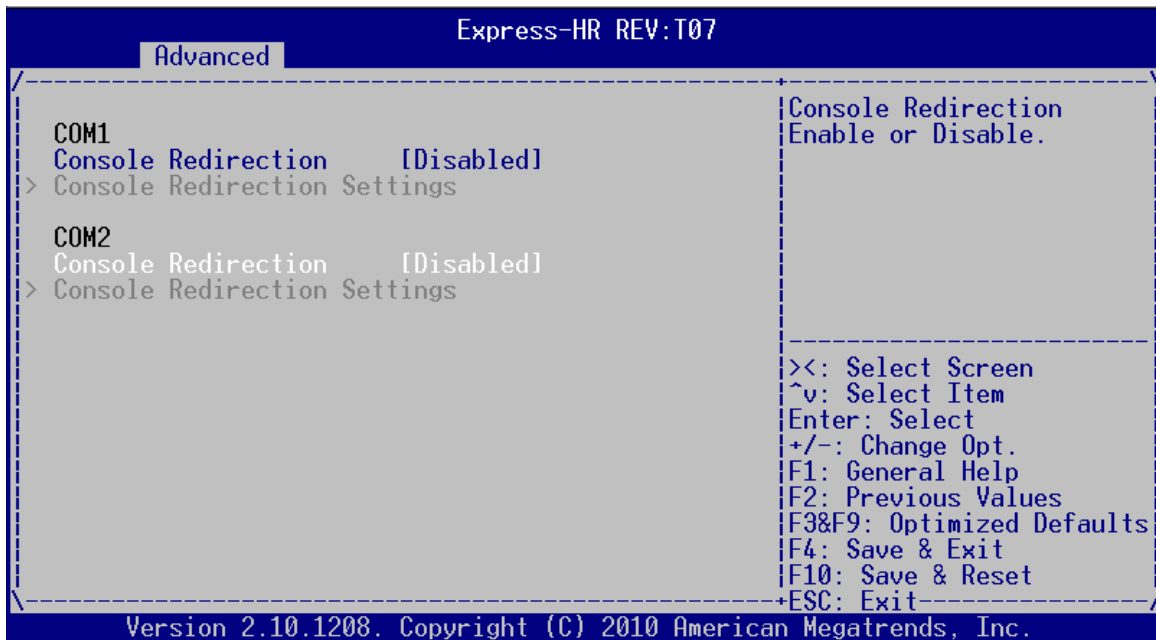 Express-HR REV:T07
Advanced
COM1
Console Redirection [Disabled]
> Console Redirection Settings
COM2
Console Redirection [Disabled]
> Console Redirection Settings
Console Redirection
Enable or Disable.
><: Select Screen
^v: Select Item
Enter: Select
+/-: Change Opt.
F1: General Help
F2: Previous Values
F3&F9: Optimized Defaults
F4: Save & Exit
F10: Save & Reset
ESC: Exit
Version 2.10.1208. Copyright (C) 2010 American Megatrends, Inc.